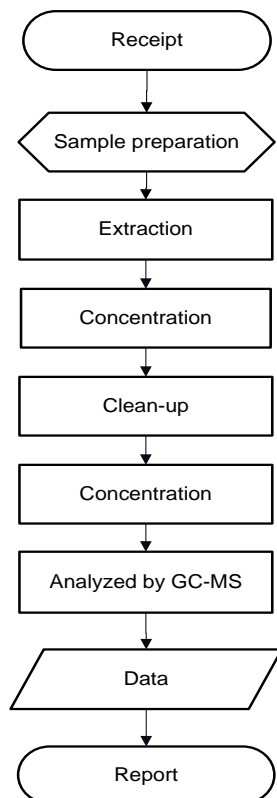 Receipt
Sample preparation
Extraction
Concentration
Clean-up
Concentration
Analyzed by GC-MS
Data
Report